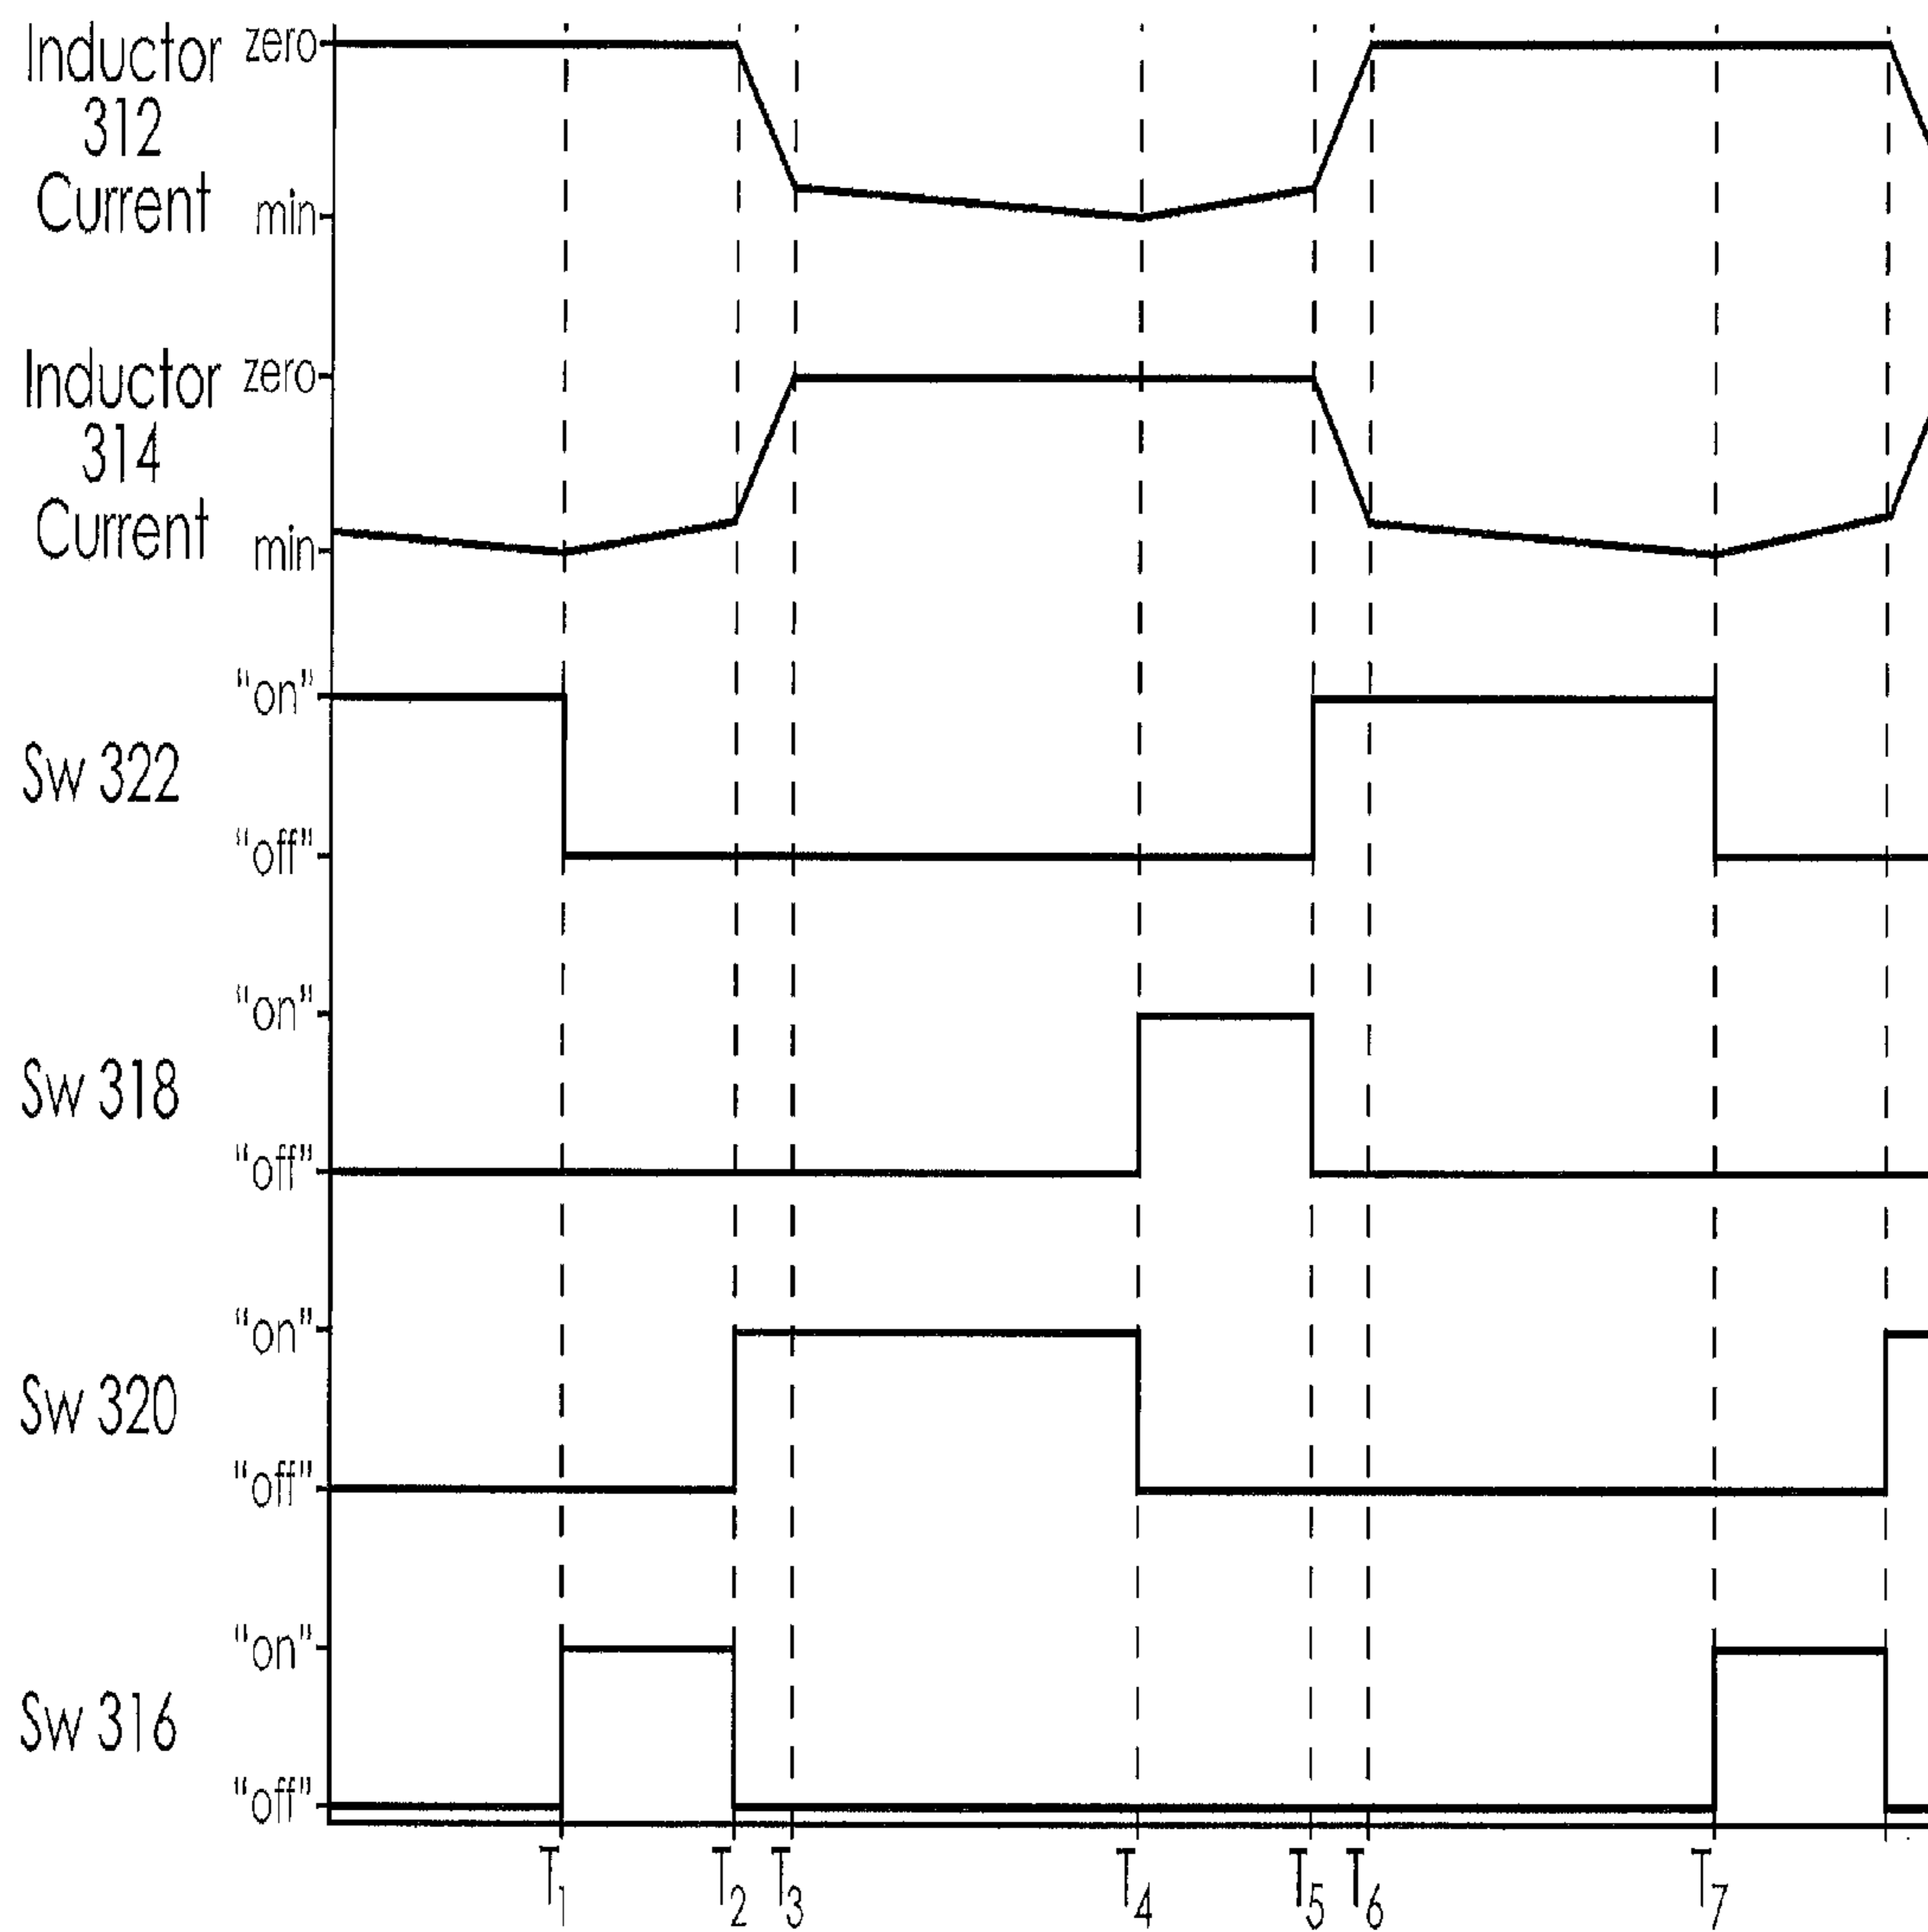 Inductor
312
Current
zero
min
Inductor
314
Current
zero
min
Sw 322
"on"
"off"
Sw 318
"on"
"off"
Sw 320
"on"
"off"
Sw 316
"on"
"off"
T1 T2 T3 T4 T5 T6 T7